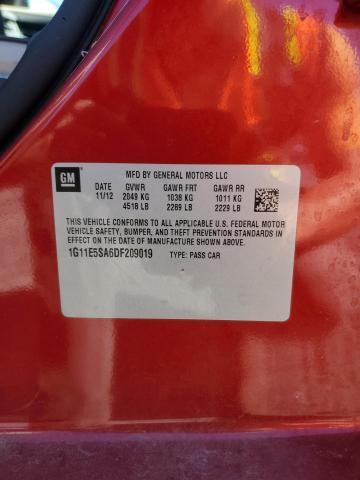 GM
MFD BY GENERAL MOTORS LLC
DATE GVWR GAWR FRT GAWR RR
11/12 2049 KG 1038 KG 1011 KG
4518 LB 2289 LB 2229 LB
THIS VEHICLE CONFORMS TO ALL APPLICABLE U.S. FEDERAL MOTOR
VEHICLE SAFETY, BUMPER, AND THEFT PREVENTION STANDARDS IN
EFFECT ON THE DATE OF MANUFACTURE SHOWN ABOVE.
1G11E5SA6DF209019 TYPE: PASS CAR